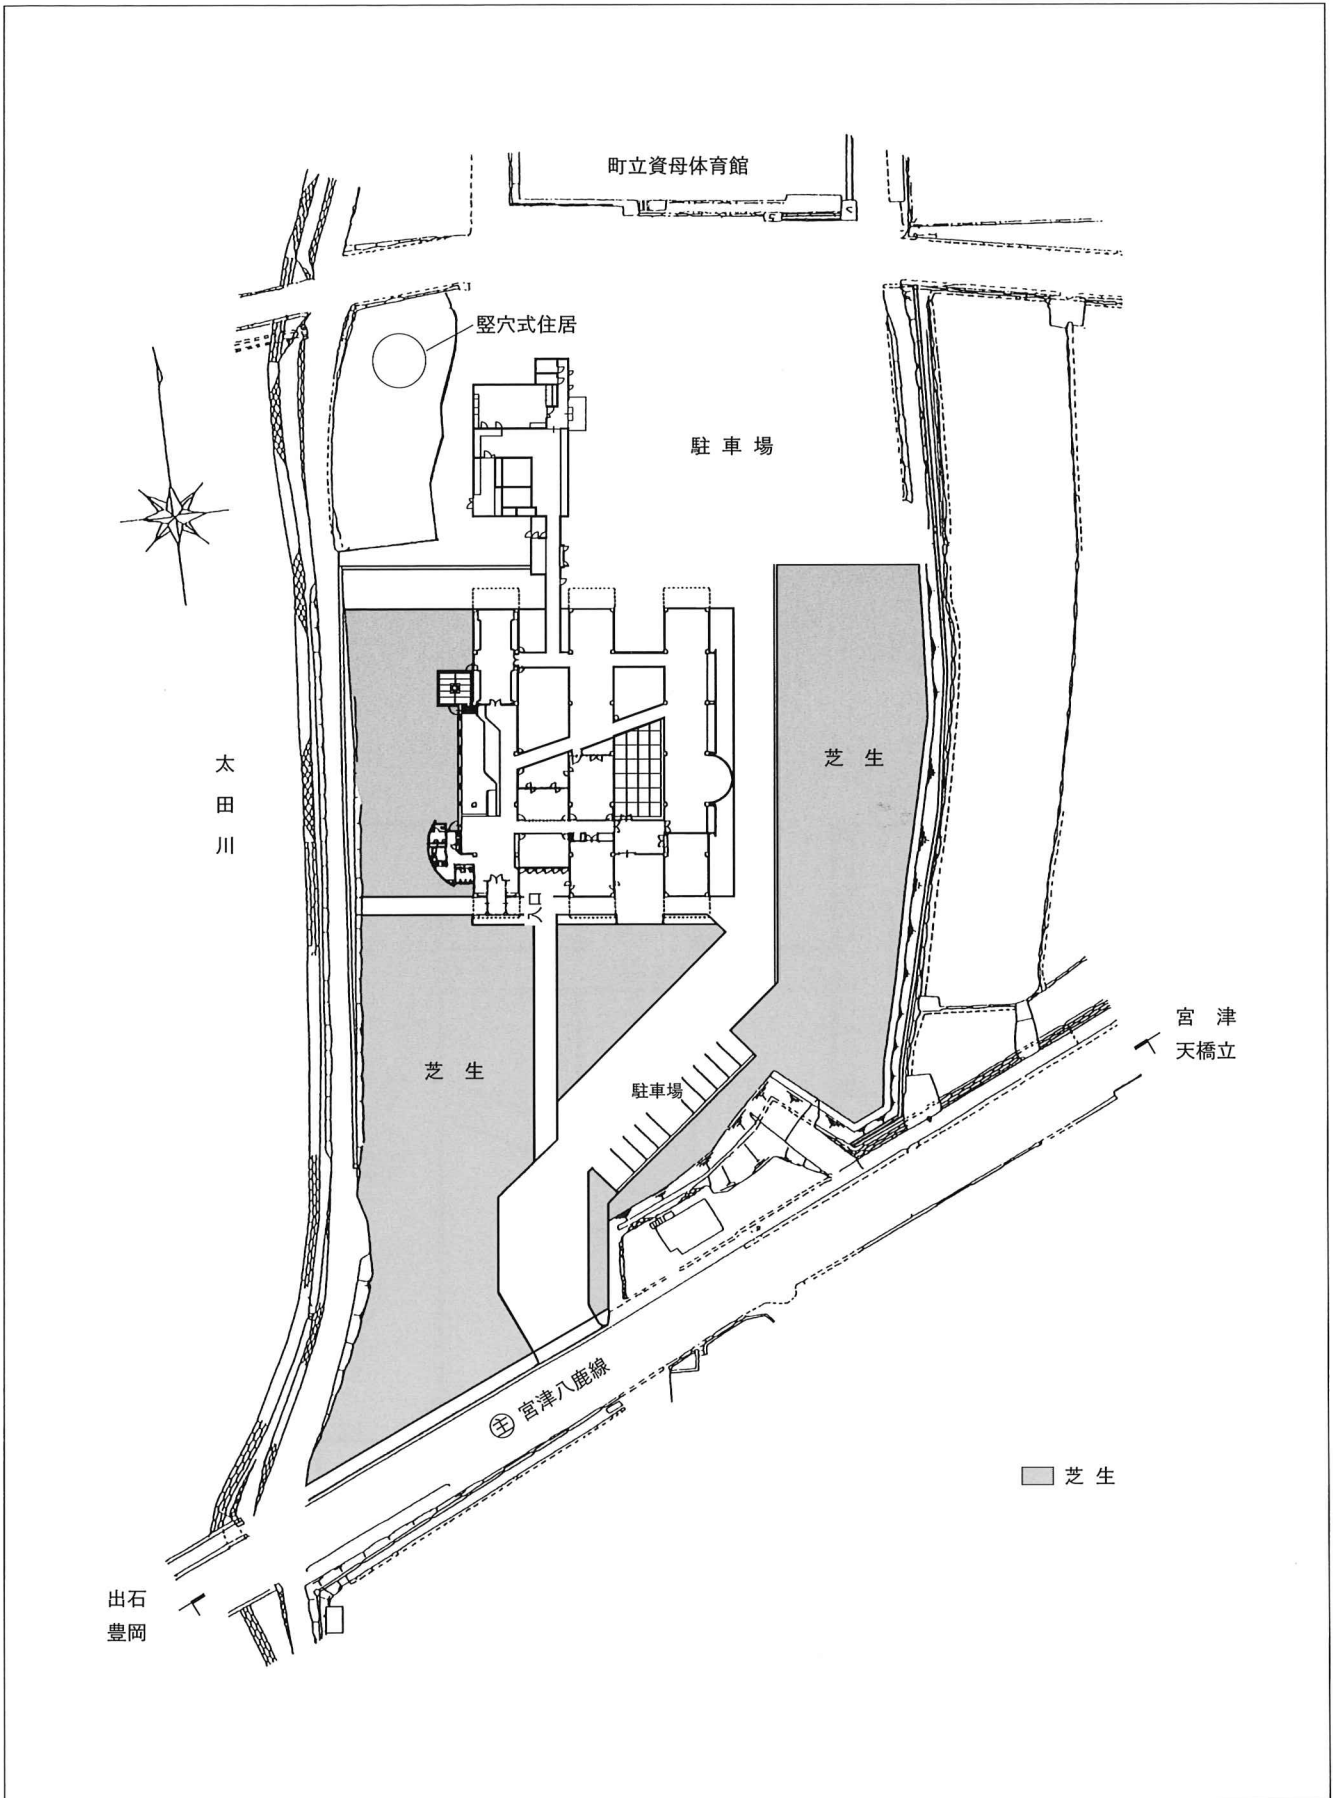 町立資母体育館
竪穴式住居
駐車場
太田川
芝生
入口
宮津
天橋立
芝生
駐車場
㊤宮津八鹿線
芝生
出石
豊岡